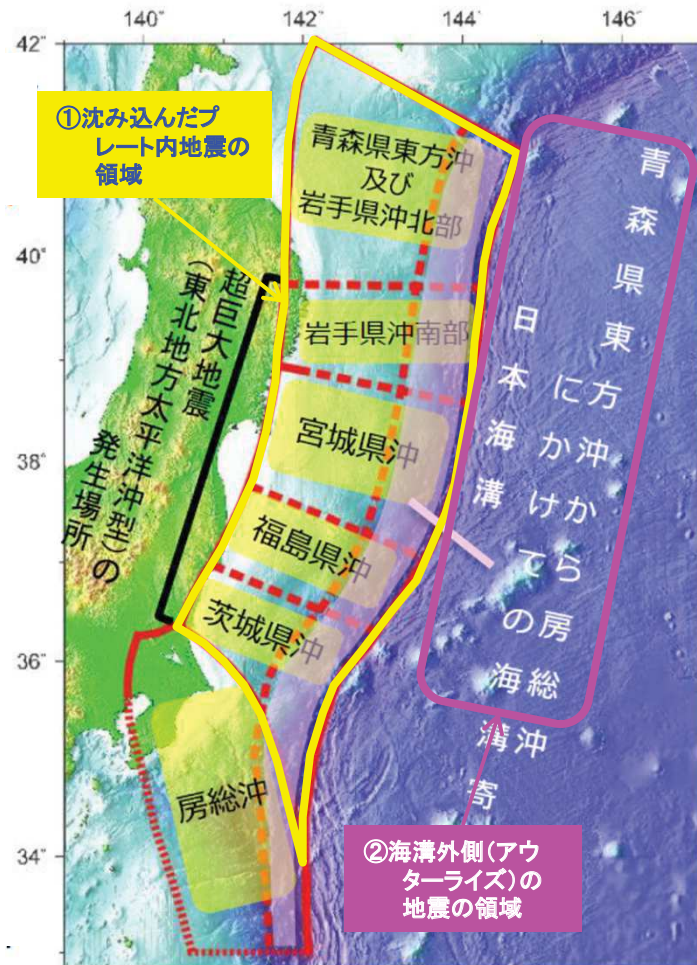 140°
142°
144°
146°
42°
40°
38°
36°
34°
①沈み込んだプ
レート内地震の
領域
青森県東方沖
及び
岩手県沖北部
岩手県沖南部
宮城県沖
福島県沖
茨城県沖
房総沖
超巨大地震
（東北地方太平洋沖型）の
発生場所
日本海溝
青森県東方沖から房総沖
にかけての海溝寄
②海溝外側（アウ
ターライズ）の
地震の領域